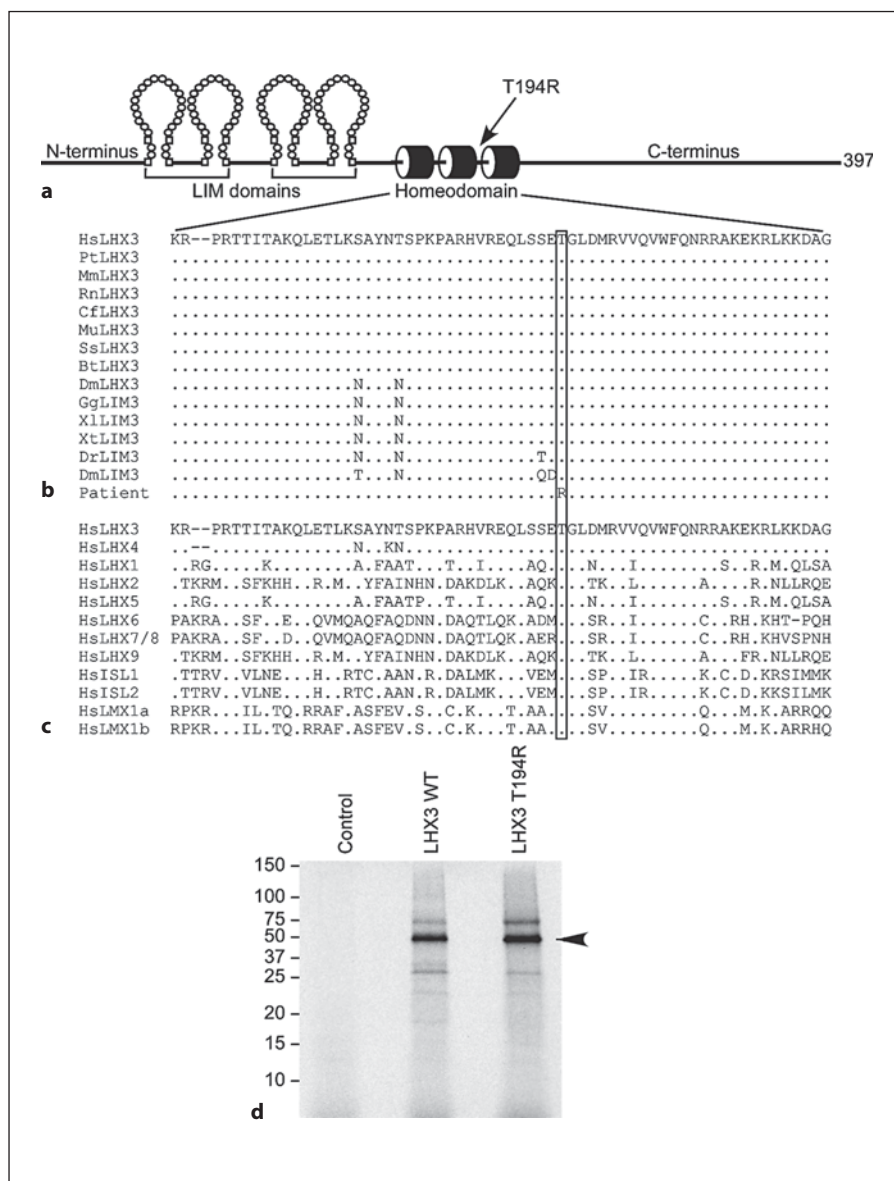 T194R
N-terminus
C-terminus
397
LIM domains
Homeodomain
a
HsLHX3 KR--PRTTITAKQLETLKSAYNTSPKPARHVREQLSSETGLDMRVVQVWFQNRRAKEKRLKKDAG
PtLHX3 ..................................................................
MmLHX3 ..................................................................
RnLHX3 ..................................................................
CfLHX3 ..................................................................
MuLHX3 ..................................................................
SsLHX3 ..................................................................
BtLHX3 ..................................................................
DmLHX3 ...................N...N..........................................
GgLIM3 ...................N...N..........................................
XlLIM3 ...................N...N..........................................
XtLIM3 ...................N...N..........................................
DrLIM3 ...................N...N.............T............................
DmLIM3 ...................T...N.............QD...........................
b Patient .......................................R..........................
HsLHX3 KR--PRTTITAKQLETLKSAYNTSPKPARHVREQLSSETGLDMRVVQVWFQNRRAKEKRLKKDAG
HsLHX4 ..--...............N..KN.........................................
HsLHX1 ..RG.....K........A.FAAT...T..I....AQ....N...I........S..R.M.QLSA
HsLHX2 .TKRM...SFKHH..R.M..YFAINHN.DAKDLK...AQK..TK..L......A...R.NLLRQE
HsLHX5 ..RG.....K........A.FAATP..T..I....AQ....N...I........S..R.M.QLSA
HsLHX6 PAKRA...SF..E..QVMQAQFAQDNN.DAQTLQK.ADM..SR..I......C..RH.KHT-PQH
HsLHX7/8 PAKRA...SF..D..QVMQAQFAQDNN.DAQTLQK.AER..SR..I......C..RH.KHVSPNH
HsLHX9 .TKRM...SFKHH..R.M..YFAINHN.DAKDLK...AQK..TK..L......A...FR.NLLRQE
HsISL1 .TTRV..VLNE...H..RTC.AAN.R.DALMK...VEM..SP..IR......K.C.D.KRSIMMK
HsISL2 .TTRV..VLNE...H..RTC.AAN.R.DALMK...VEM..SP..IR......K.C.D.KKSILMK
HsLMX1a RPKR...IL.TQ.RRAF.ASFEV.S..C.K...T.AA....SV.........Q...M.K.ARRQQ
c HsLMX1b RPKR...IL.TQ.RRAF.ASFEV.S..C.K...T.AA....SV.........Q...M.K.ARRHQ
Control
LHX3 WT
LHX3 T194R
150
100
75
50
37
25
20
15
10
d